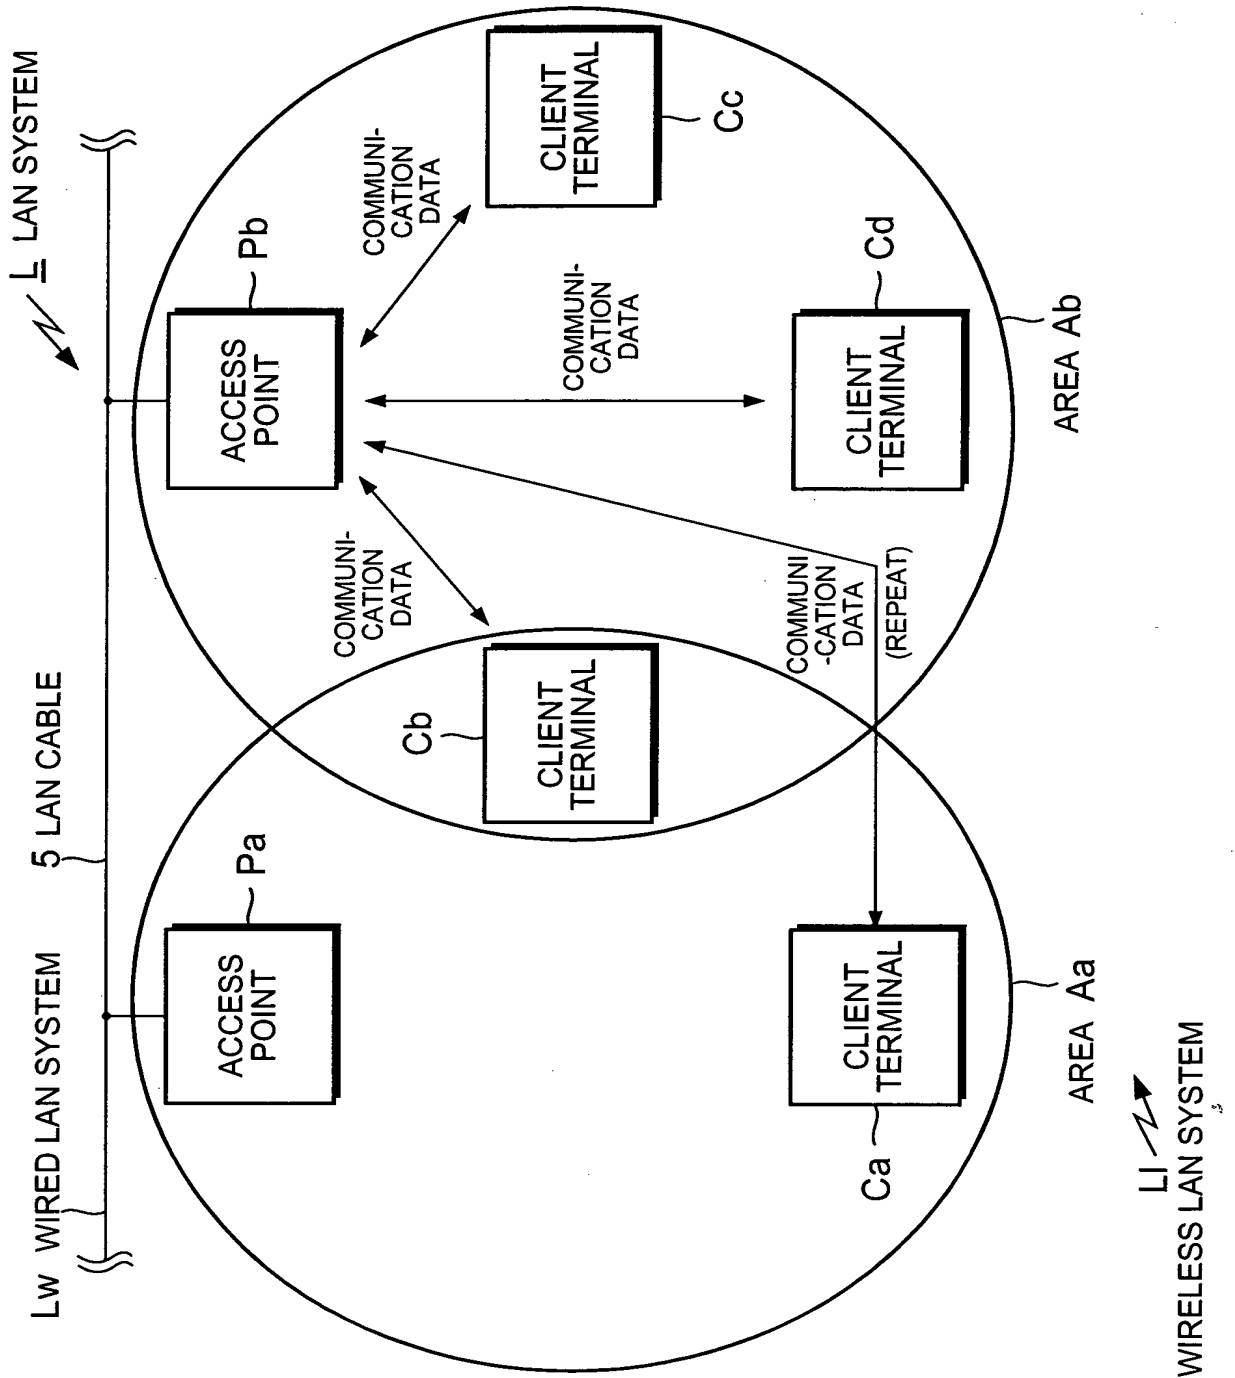 L LAN SYSTEM
Lw WIRED LAN SYSTEM
5 LAN CABLE
ACCESS
POINT
Pa
ACCESS
POINT
Pb
COMMUNI-
CATION
DATA
COMMUNI-
CATION
DATA
Cb
CLIENT
TERMINAL
CLIENT
TERMINAL
Cc
COMMUNI-
CATION
DATA
COMMUNI
-CATION
DATA
(REPEAT)
Ca
CLIENT
TERMINAL
CLIENT
TERMINAL
Cd
AREA Aa
AREA Ab
LI
WIRELESS LAN SYSTEM